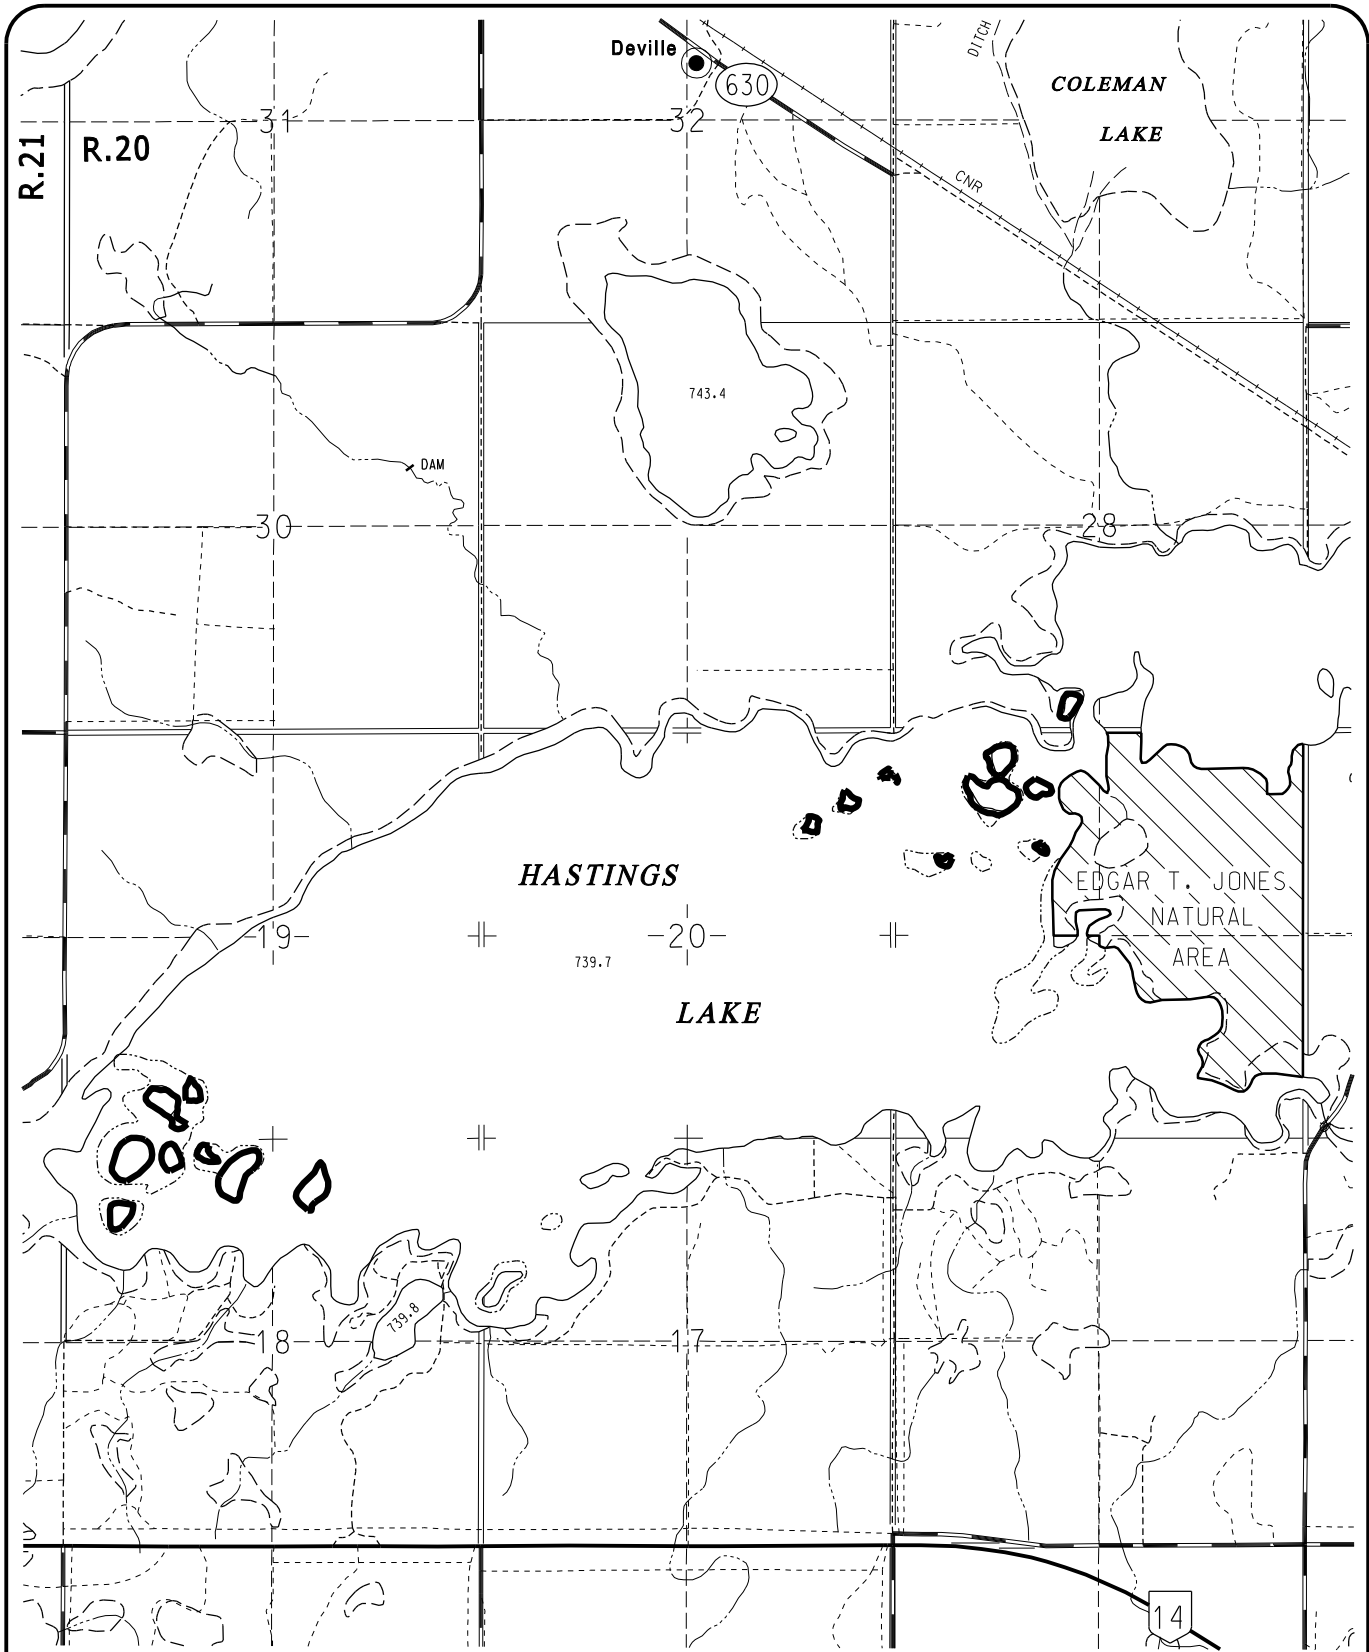 Deville
630
DITCH
COLEMAN
LAKE
31
32
R.21
R.20
CNR
743.4
DAM
30
28
HASTINGS
EDGAR T. JONES
NATURAL
AREA
19
20
739.7
LAKE
739.8
18
17
14